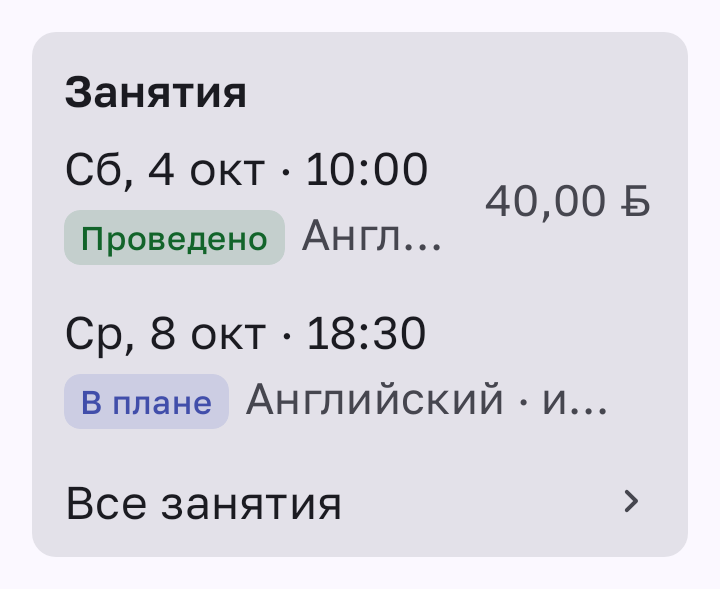 Занятия
Сб, 4 окт · 10:00
40,00 Ƃ
Проведено Англ...
Ср, 8 окт · 18:30
В плане Английский · и...
Все занятия